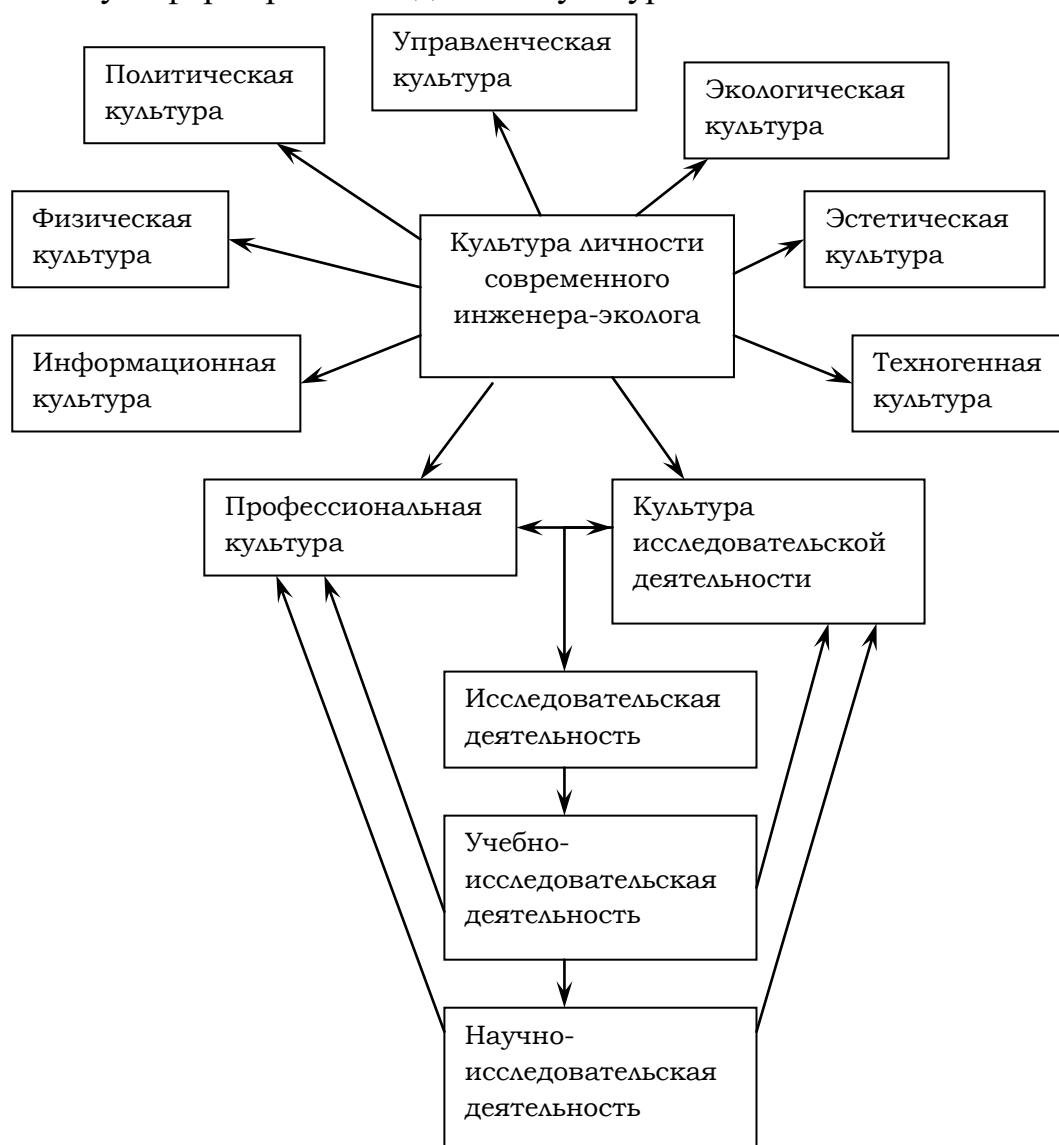 Управленческая
культура
Политическая
культура
Экологическая
культура
Физическая
культура
Культура личности
современного
инженера-эколога
Эстетическая
культура
Информационная
культура
Техногенная
культура
Профессиональная
культура
Культура
исследовательской
деятельности
Исследовательская
деятельность
Учебно-
исследовательская
деятельность
Научно-
исследовательская
деятельность